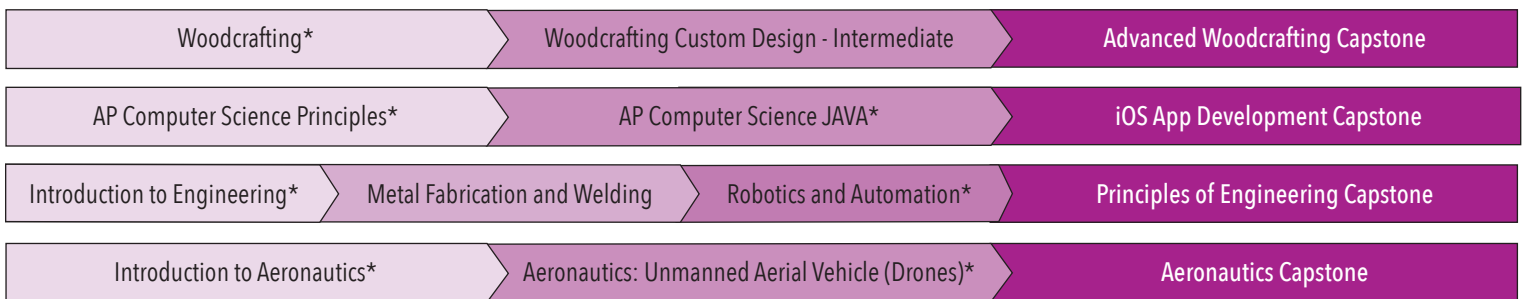 Woodcrafting*
Woodcrafting Custom Design - Intermediate
Advanced Woodcrafting Capstone
AP Computer Science Principles*
AP Computer Science JAVA*
iOS App Development Capstone
Introduction to Engineering*
Metal Fabrication and Welding
Robotics and Automation*
Principles of Engineering Capstone
Introduction to Aeronautics*
Aeronautics: Unmanned Aerial Vehicle (Drones)*
Aeronautics Capstone